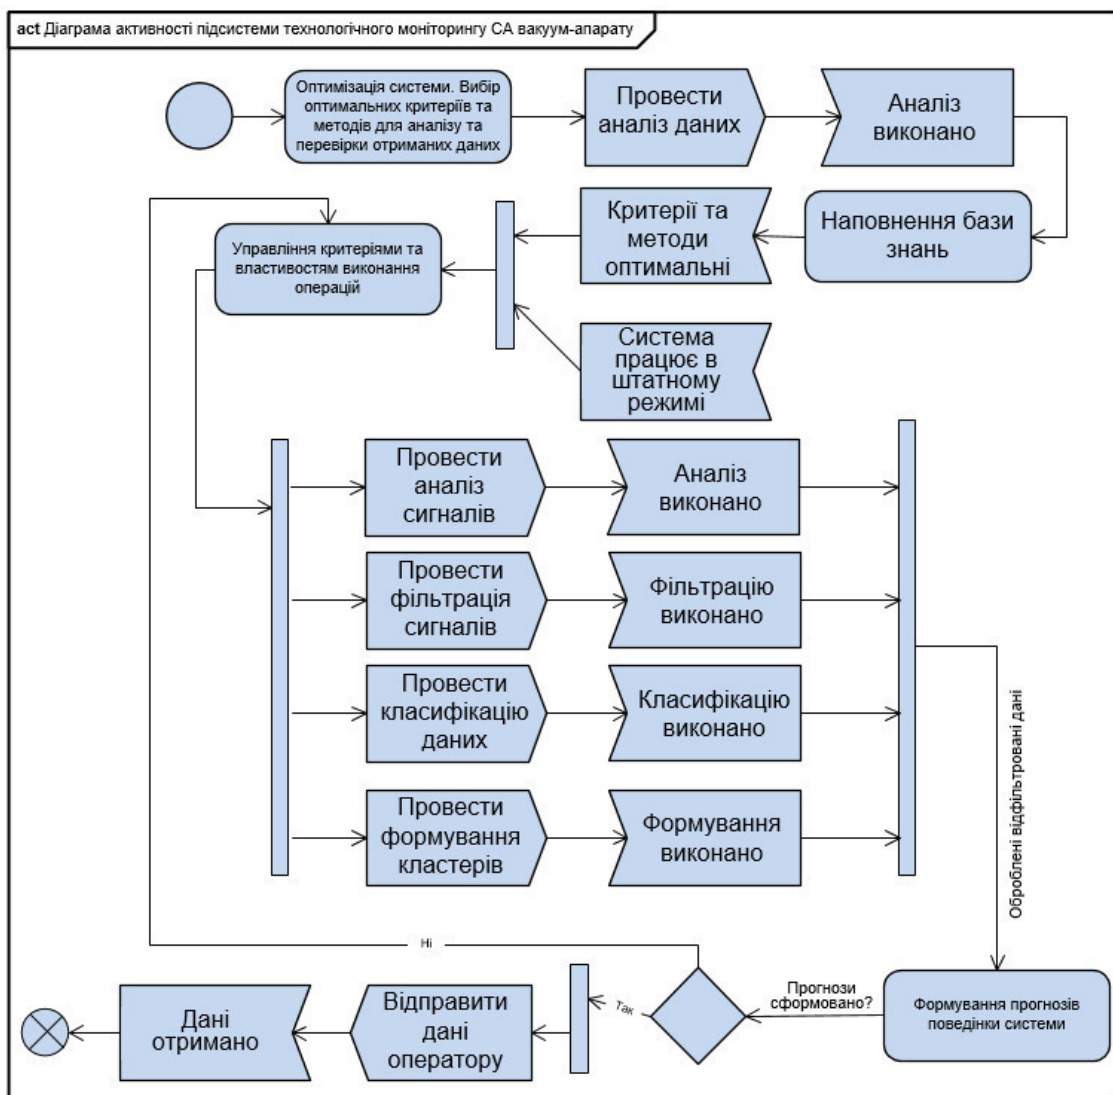 act Діаграма активності підсистеми технологічного моніторингу СА вакуум-апарату
Оптимізація системи. Вибір
оптимальних критеріїв та
методів для аналізу та
перевірки отриманих даних
Провести
аналіз даних
Аналіз
виконано
Управління критеріями та
властивостям виконання
операцій
Критерії та
методи
оптимальні
Наповнення бази
знань
Система
працює в
штатному
режимі
Провести
аналіз
сигналів
Аналіз
виконано
Провести
фільтрація
сигналів
Фільтрацію
виконано
Провести
класифікацію
даних
Класифікацію
виконано
Провести
формування
кластерів
Формування
виконано
Оброблені відфільтровані дані
Ні
Дані
отримано
Відправити
дані
оператору
Так
Прогнози
сформовано?
Формування прогнозів
поведінки системи